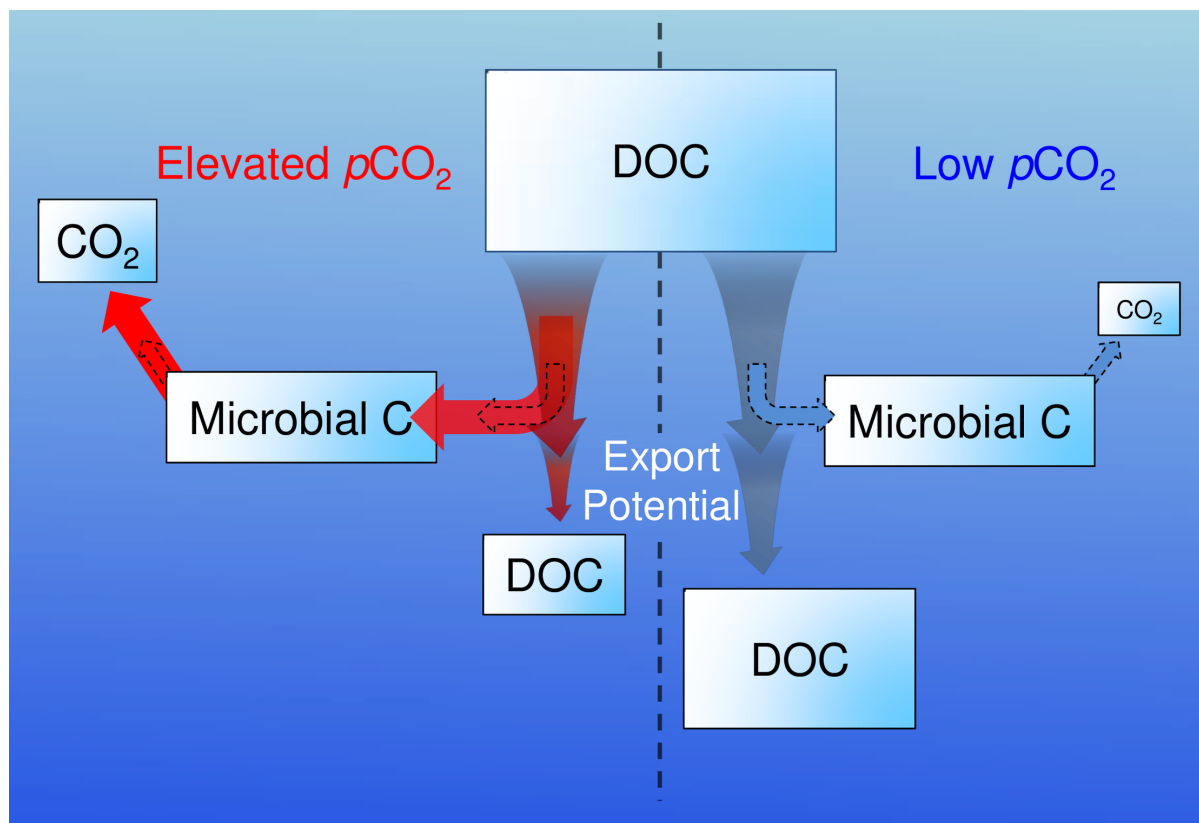 DOC
Elevated pCO₂
Low pCO₂
CO₂
CO₂
Microbial C
Microbial C
Export
Potential
DOC
DOC